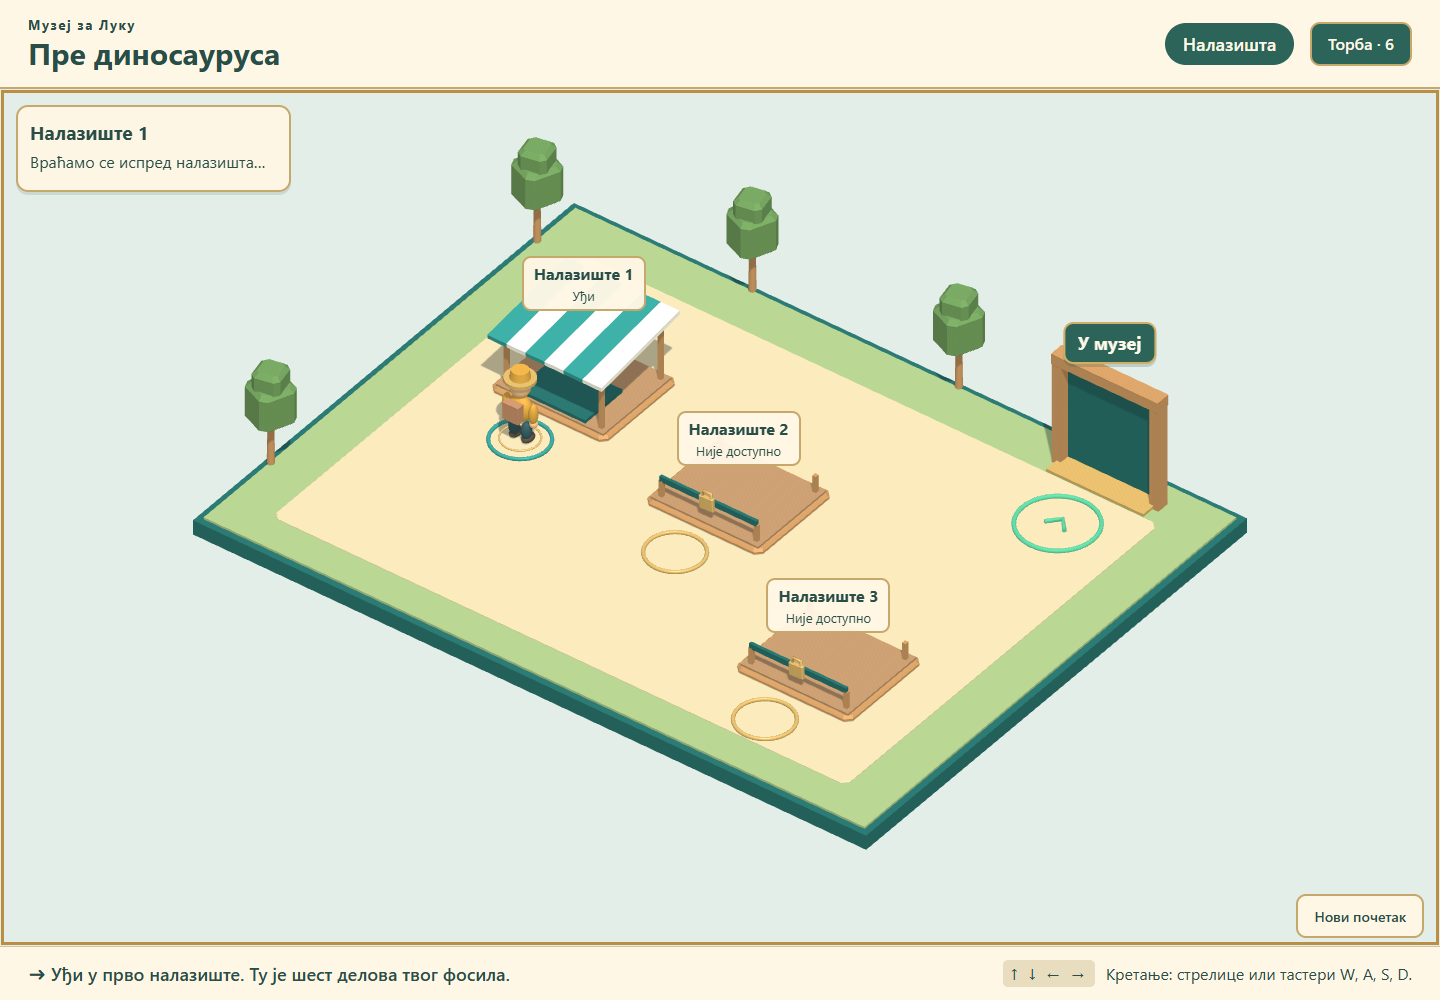 Музеј за Луку
Пре диносауруса
Налазишта
Торба · 6
Налазиште 1
Враћамо се испред налазишта...
Налазиште 1
Уђи
У музеј
Налазиште 2
Није доступно
Налазиште 3
Није доступно
Нови почетак
→ Уђи у прво налазиште. Ту је шест делова твог фосила.
↑ ↓ ← → Кретање: стрелице или тастери W, A, S, D.